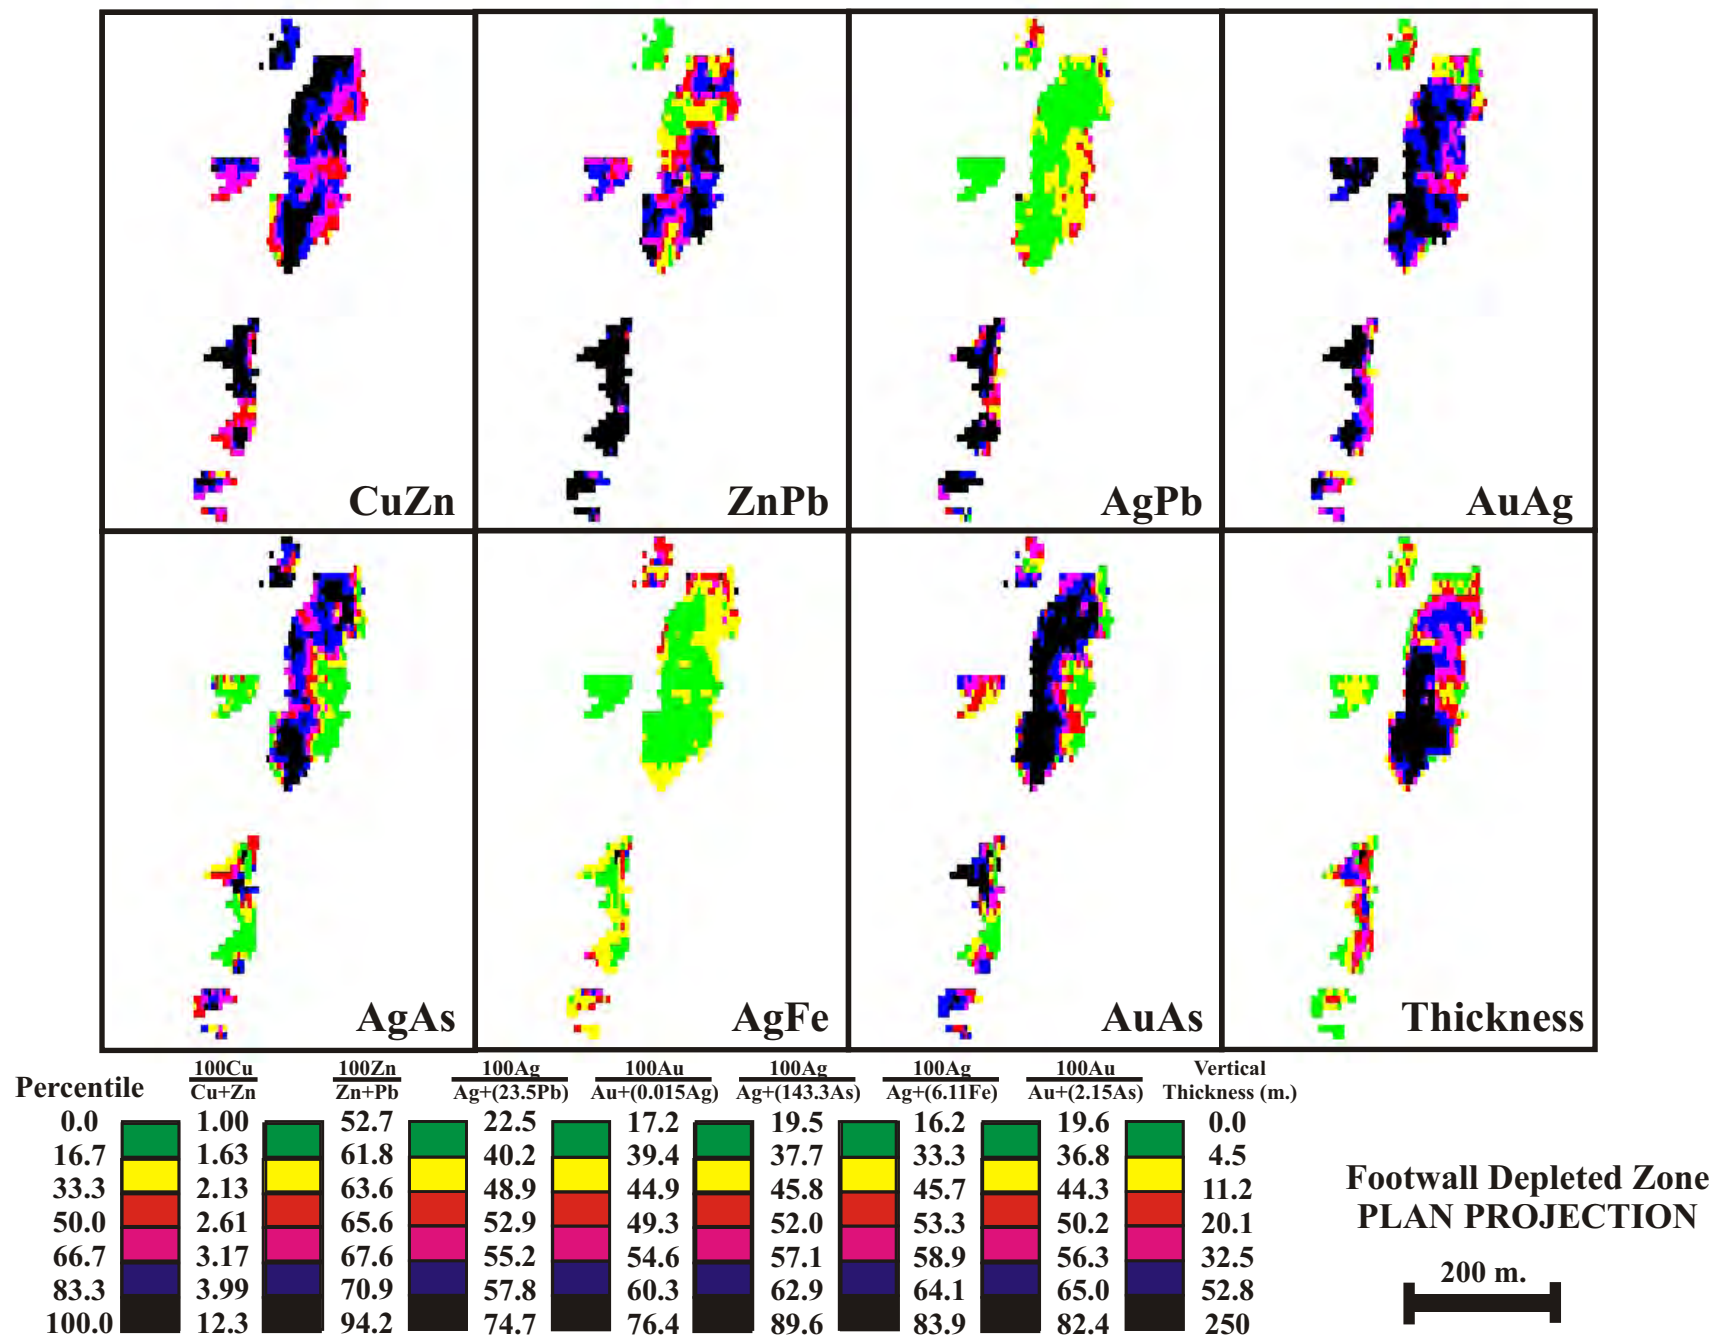 CuZn ZnPb AgPb AuAg
AgAs AgFe AuAs Thickness
Percentile 100Cu 100Zn 100Ag 100Au 100Ag 100Ag 100Au Vertical
Cu+Zn Zn+Pb Ag+(23.5Pb) Au+(0.015Ag) Ag+(143.3As) Ag+(6.11Fe) Au+(2.15As) Thickness (m.)
0.0 1.00 52.7 22.5 17.2 19.5 16.2 19.6 0.0
16.7 1.63 61.8 40.2 39.4 37.7 33.3 36.8 4.5
33.3 2.13 63.6 48.9 44.9 45.8 45.7 44.3 11.2
50.0 2.61 65.6 52.9 49.3 52.0 53.3 50.2 20.1
66.7 3.17 67.6 55.2 54.6 57.1 58.9 56.3 32.5
83.3 3.99 70.9 57.8 60.3 62.9 64.1 65.0 52.8
100.0 12.3 94.2 74.7 76.4 89.6 83.9 82.4 250
Footwall Depleted Zone
PLAN PROJECTION
200 m.